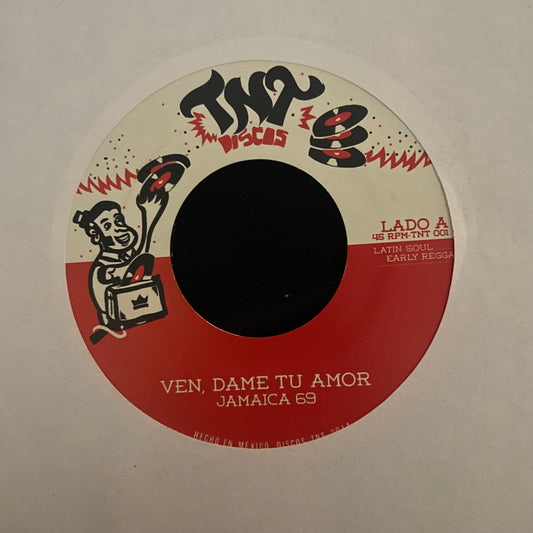 TNT
DISCOS
LADO A
45 RPM-TNT 001
LATIN SOUL
EARLY REGGA
VEN, DAME TU AMOR
JAMAICA 69
HECHO EN MEXICO, DISCOS TNT